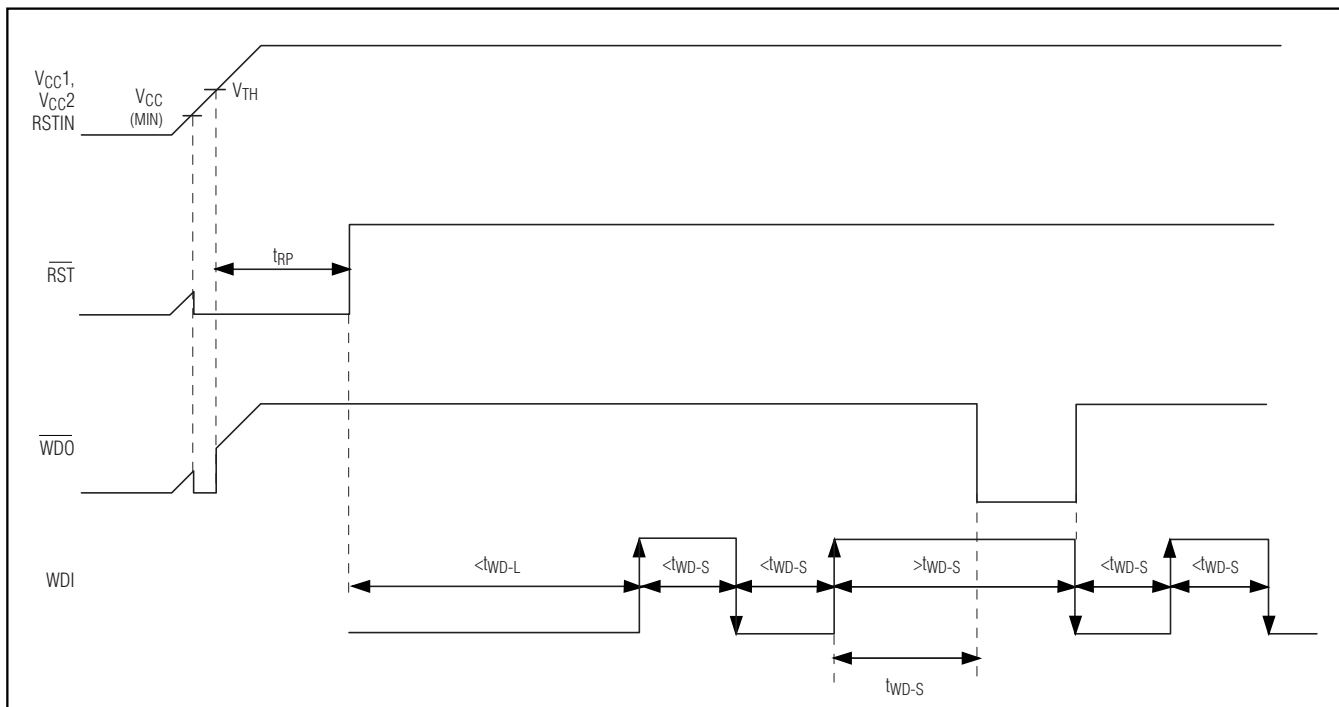 VCC1,
VCC2
RSTIN
VCC
(MIN)
VTH
RST
tRP
WDO
WDI
<tWD-L
<tWD-S
<tWD-S
>tWD-S
<tWD-S
<tWD-S
tWD-S